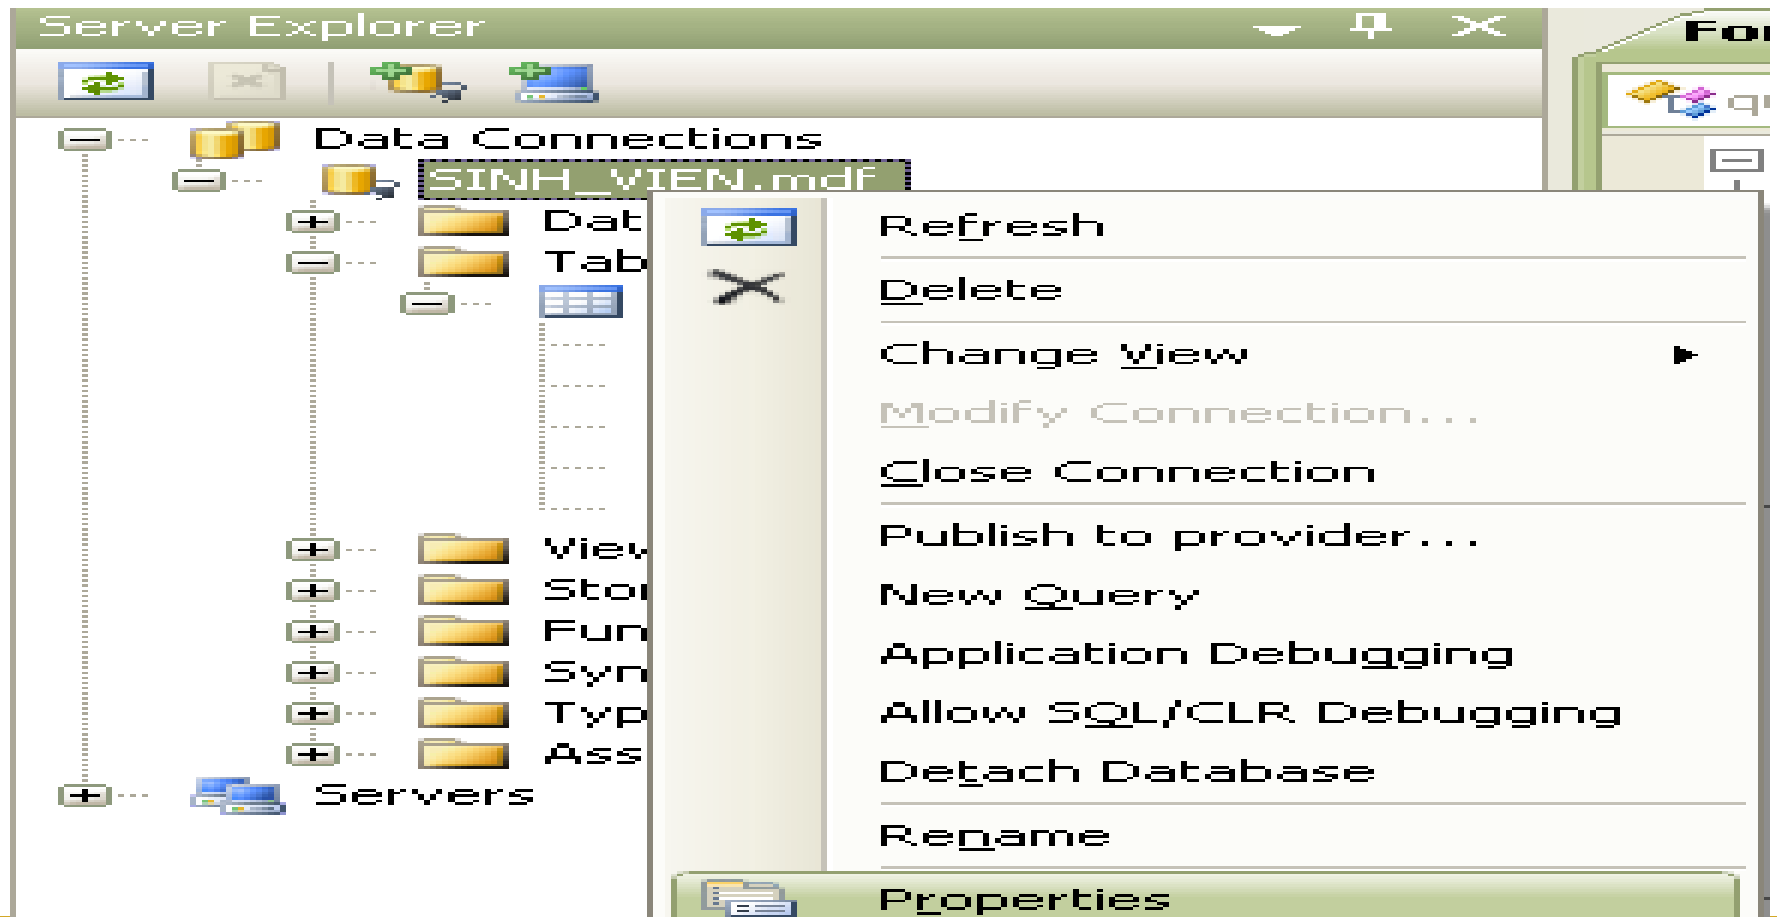 Server Explorer
Data Connections
SINH_VIEN.mdf
Servers
Refresh
Delete
Change View
Modify Connection...
Close Connection
Publish to provider...
New Query
Application Debugging
Allow SQL/CLR Debugging
Detach Database
Rename
Properties